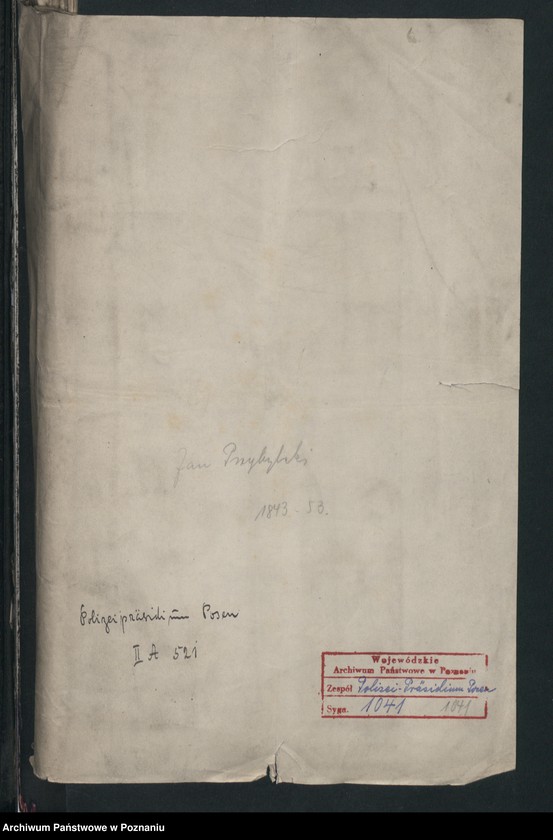 Jan Przybylski
1843-53.
Polizeipräsidium Posen
II A 521
Wojewódzkie
Archiwum Państwowe w Poznaniu
Zespół Polizei-Präsidium Posen
Sygn. 1041 1041
Archiwum Państwowe w Poznaniu